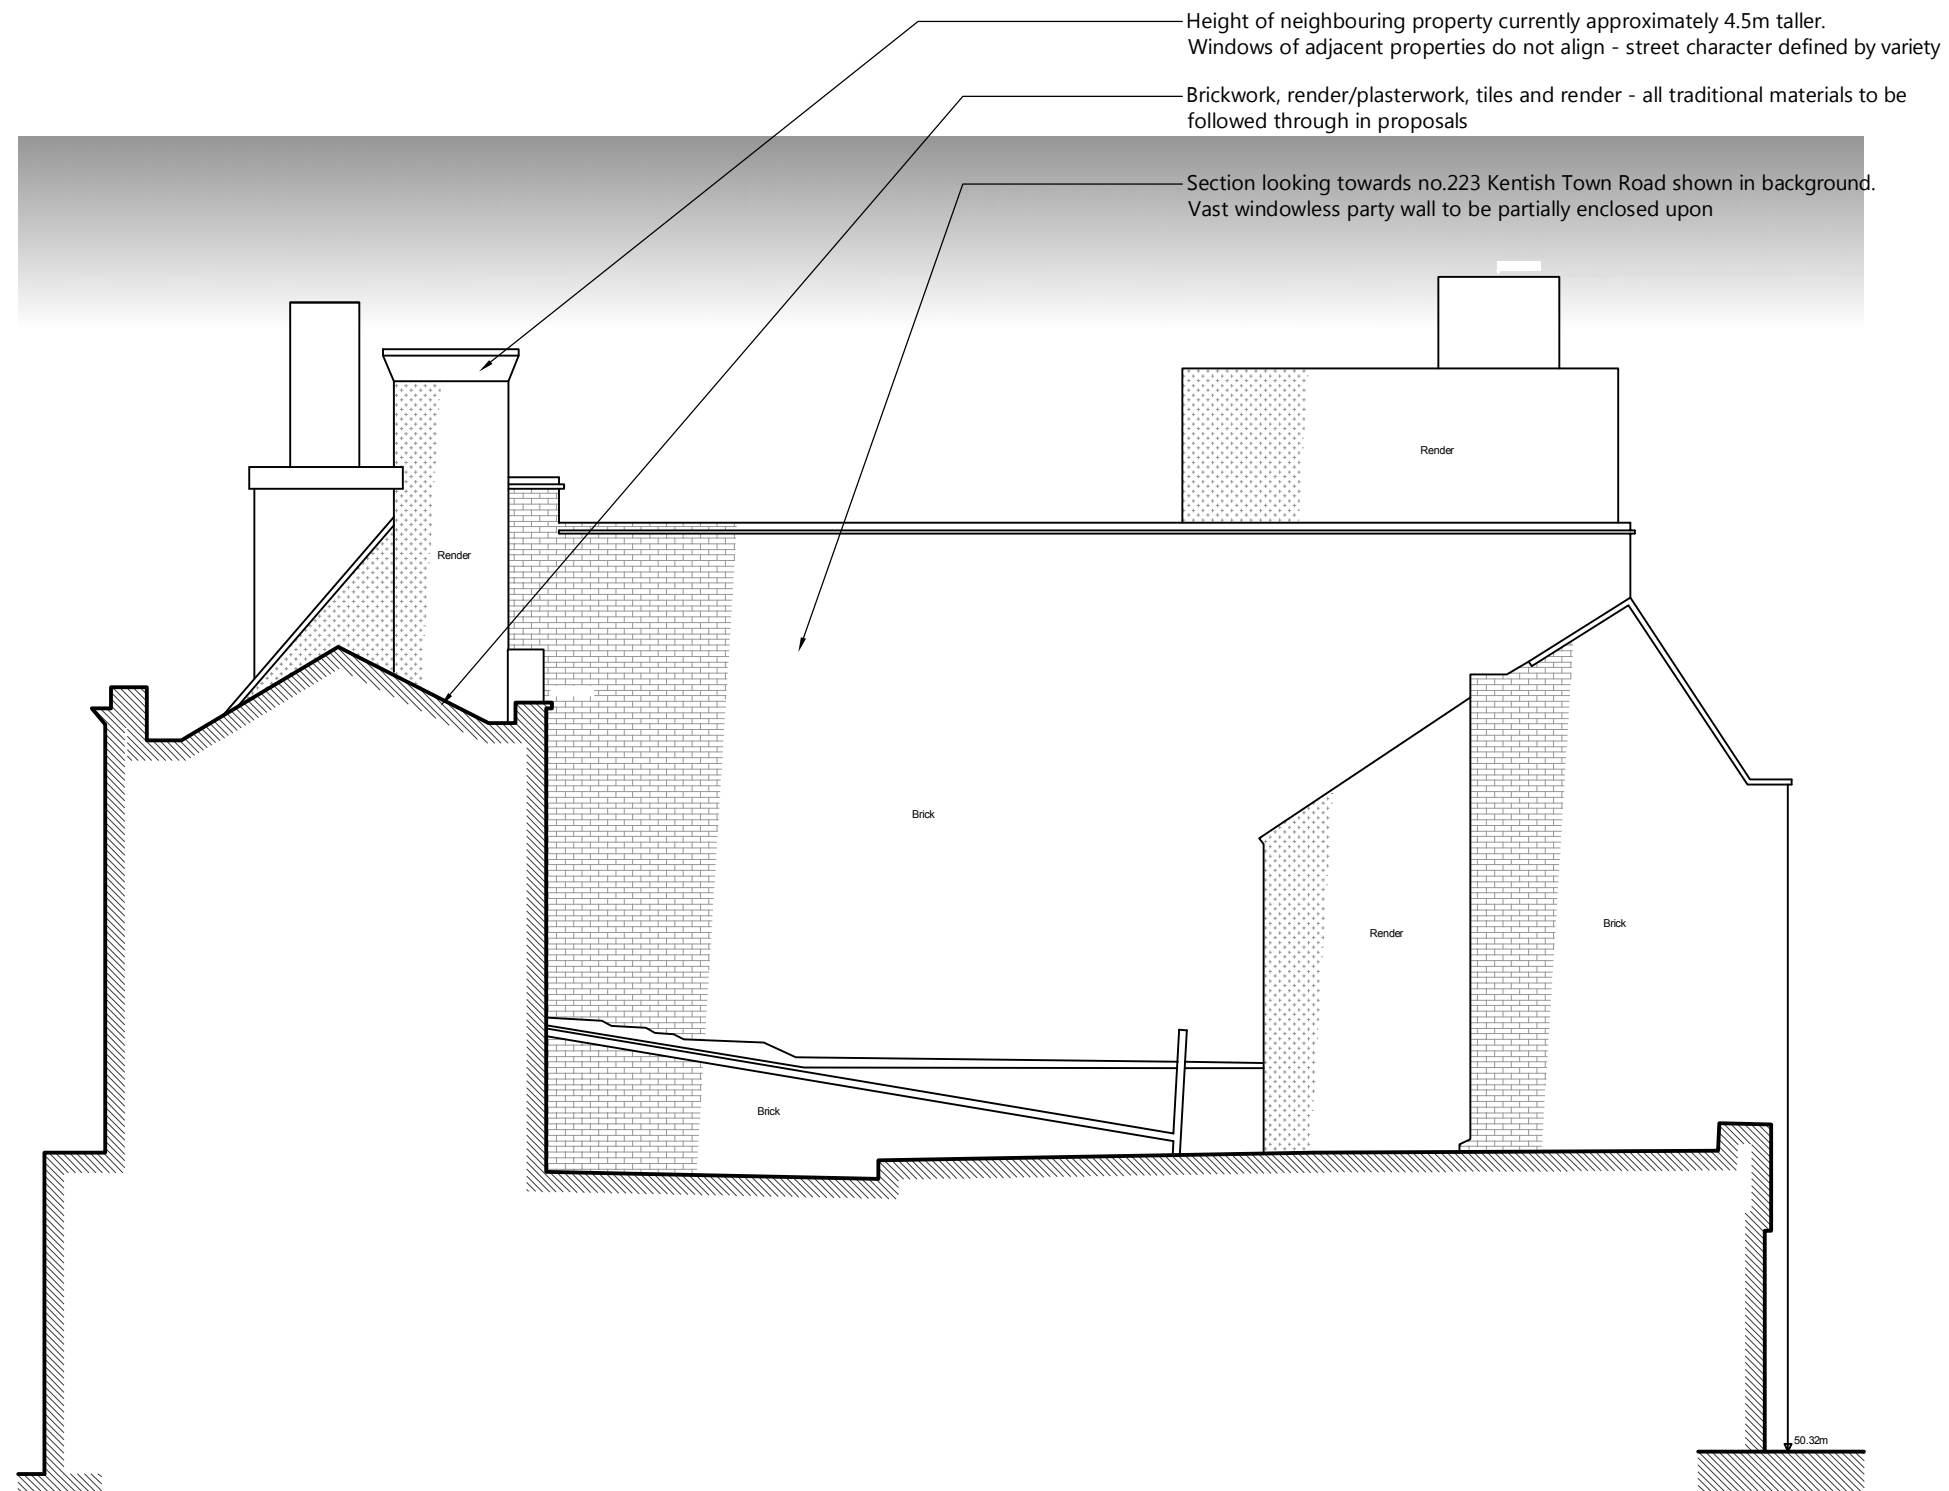 Height of neighbouring property currently approximately 4.5m taller.
Windows of adjacent properties do not align - street character defined by variety
Brickwork, render/plasterwork, tiles and render - all traditional materials to be
followed through in proposals
Section looking towards no.223 Kentish Town Road shown in background.
Vast windowless party wall to be partially enclosed upon
Render
Render
Brick
Brick
Render
Brick
50.32m